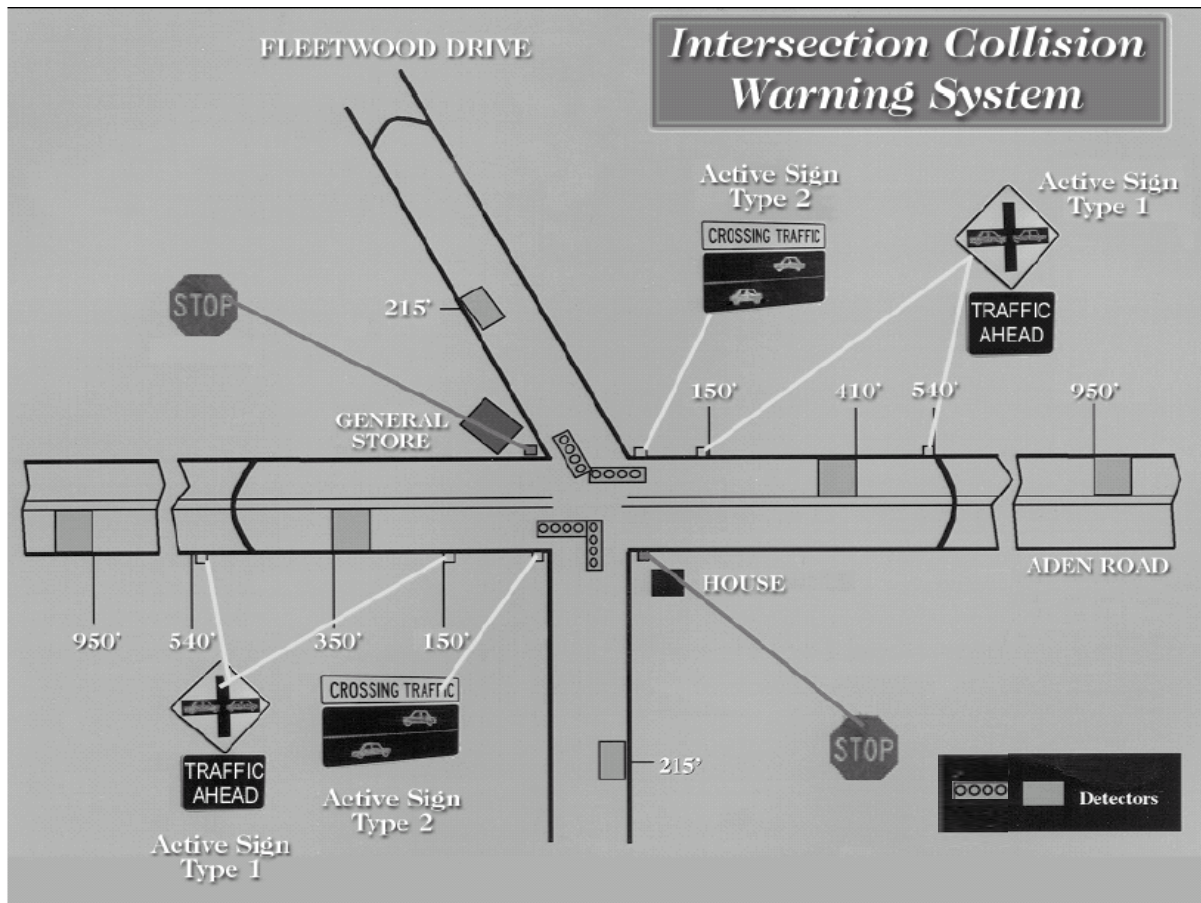 Intersection Collision
Warning System
FLEETWOOD DRIVE
Active Sign
Type 2
Active Sign
Type 1
CROSSING TRAFFIC
TRAFFIC
AHEAD
STOP
215'
GENERAL
STORE
150'
410'
540'
950'
ADEN ROAD
HOUSE
950'
540'
350'
150'
CROSSING TRAFFIC
TRAFFIC
AHEAD
Active Sign
Type 2
Active Sign
Type 1
215'
STOP
Detectors